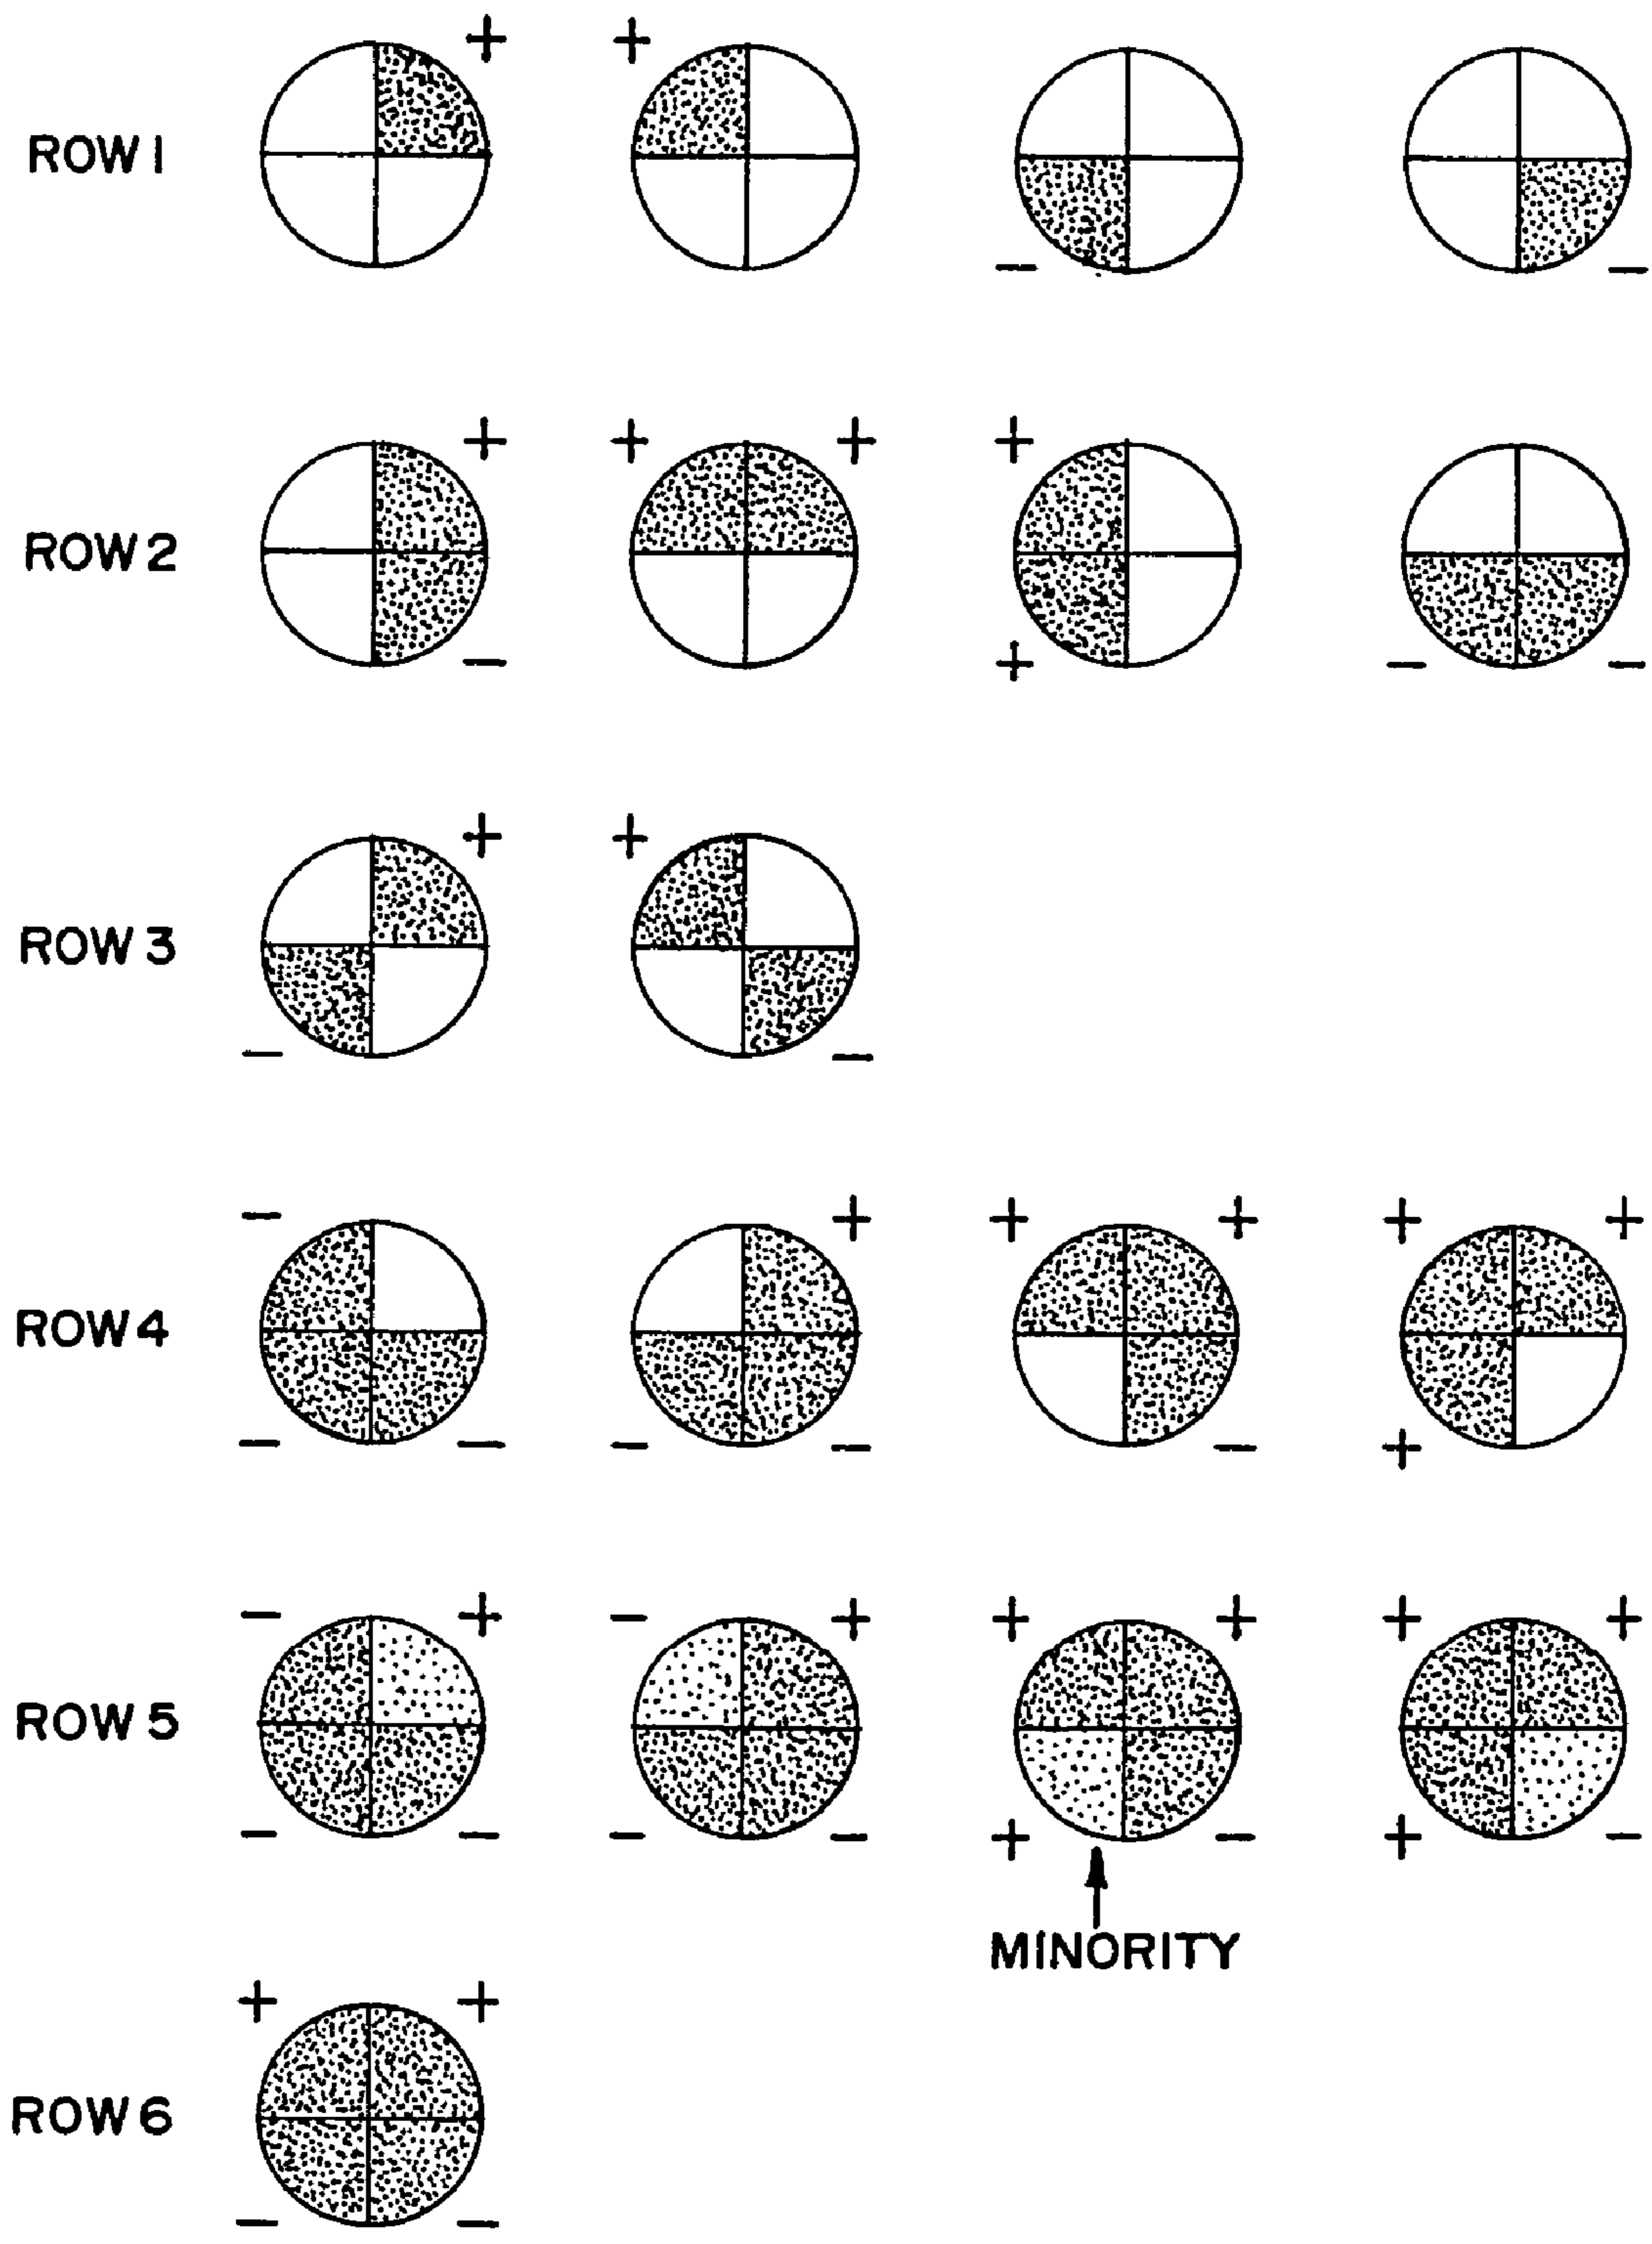 + +
ROW 1
− −
+ + + +
ROW 2
− + − −
+ +
ROW 3
− −
− + + + + +
ROW 4
− − − − − +
− + − + + + + +
ROW 5
− − − − + − + −
MINORITY
+ +
ROW 6
− −